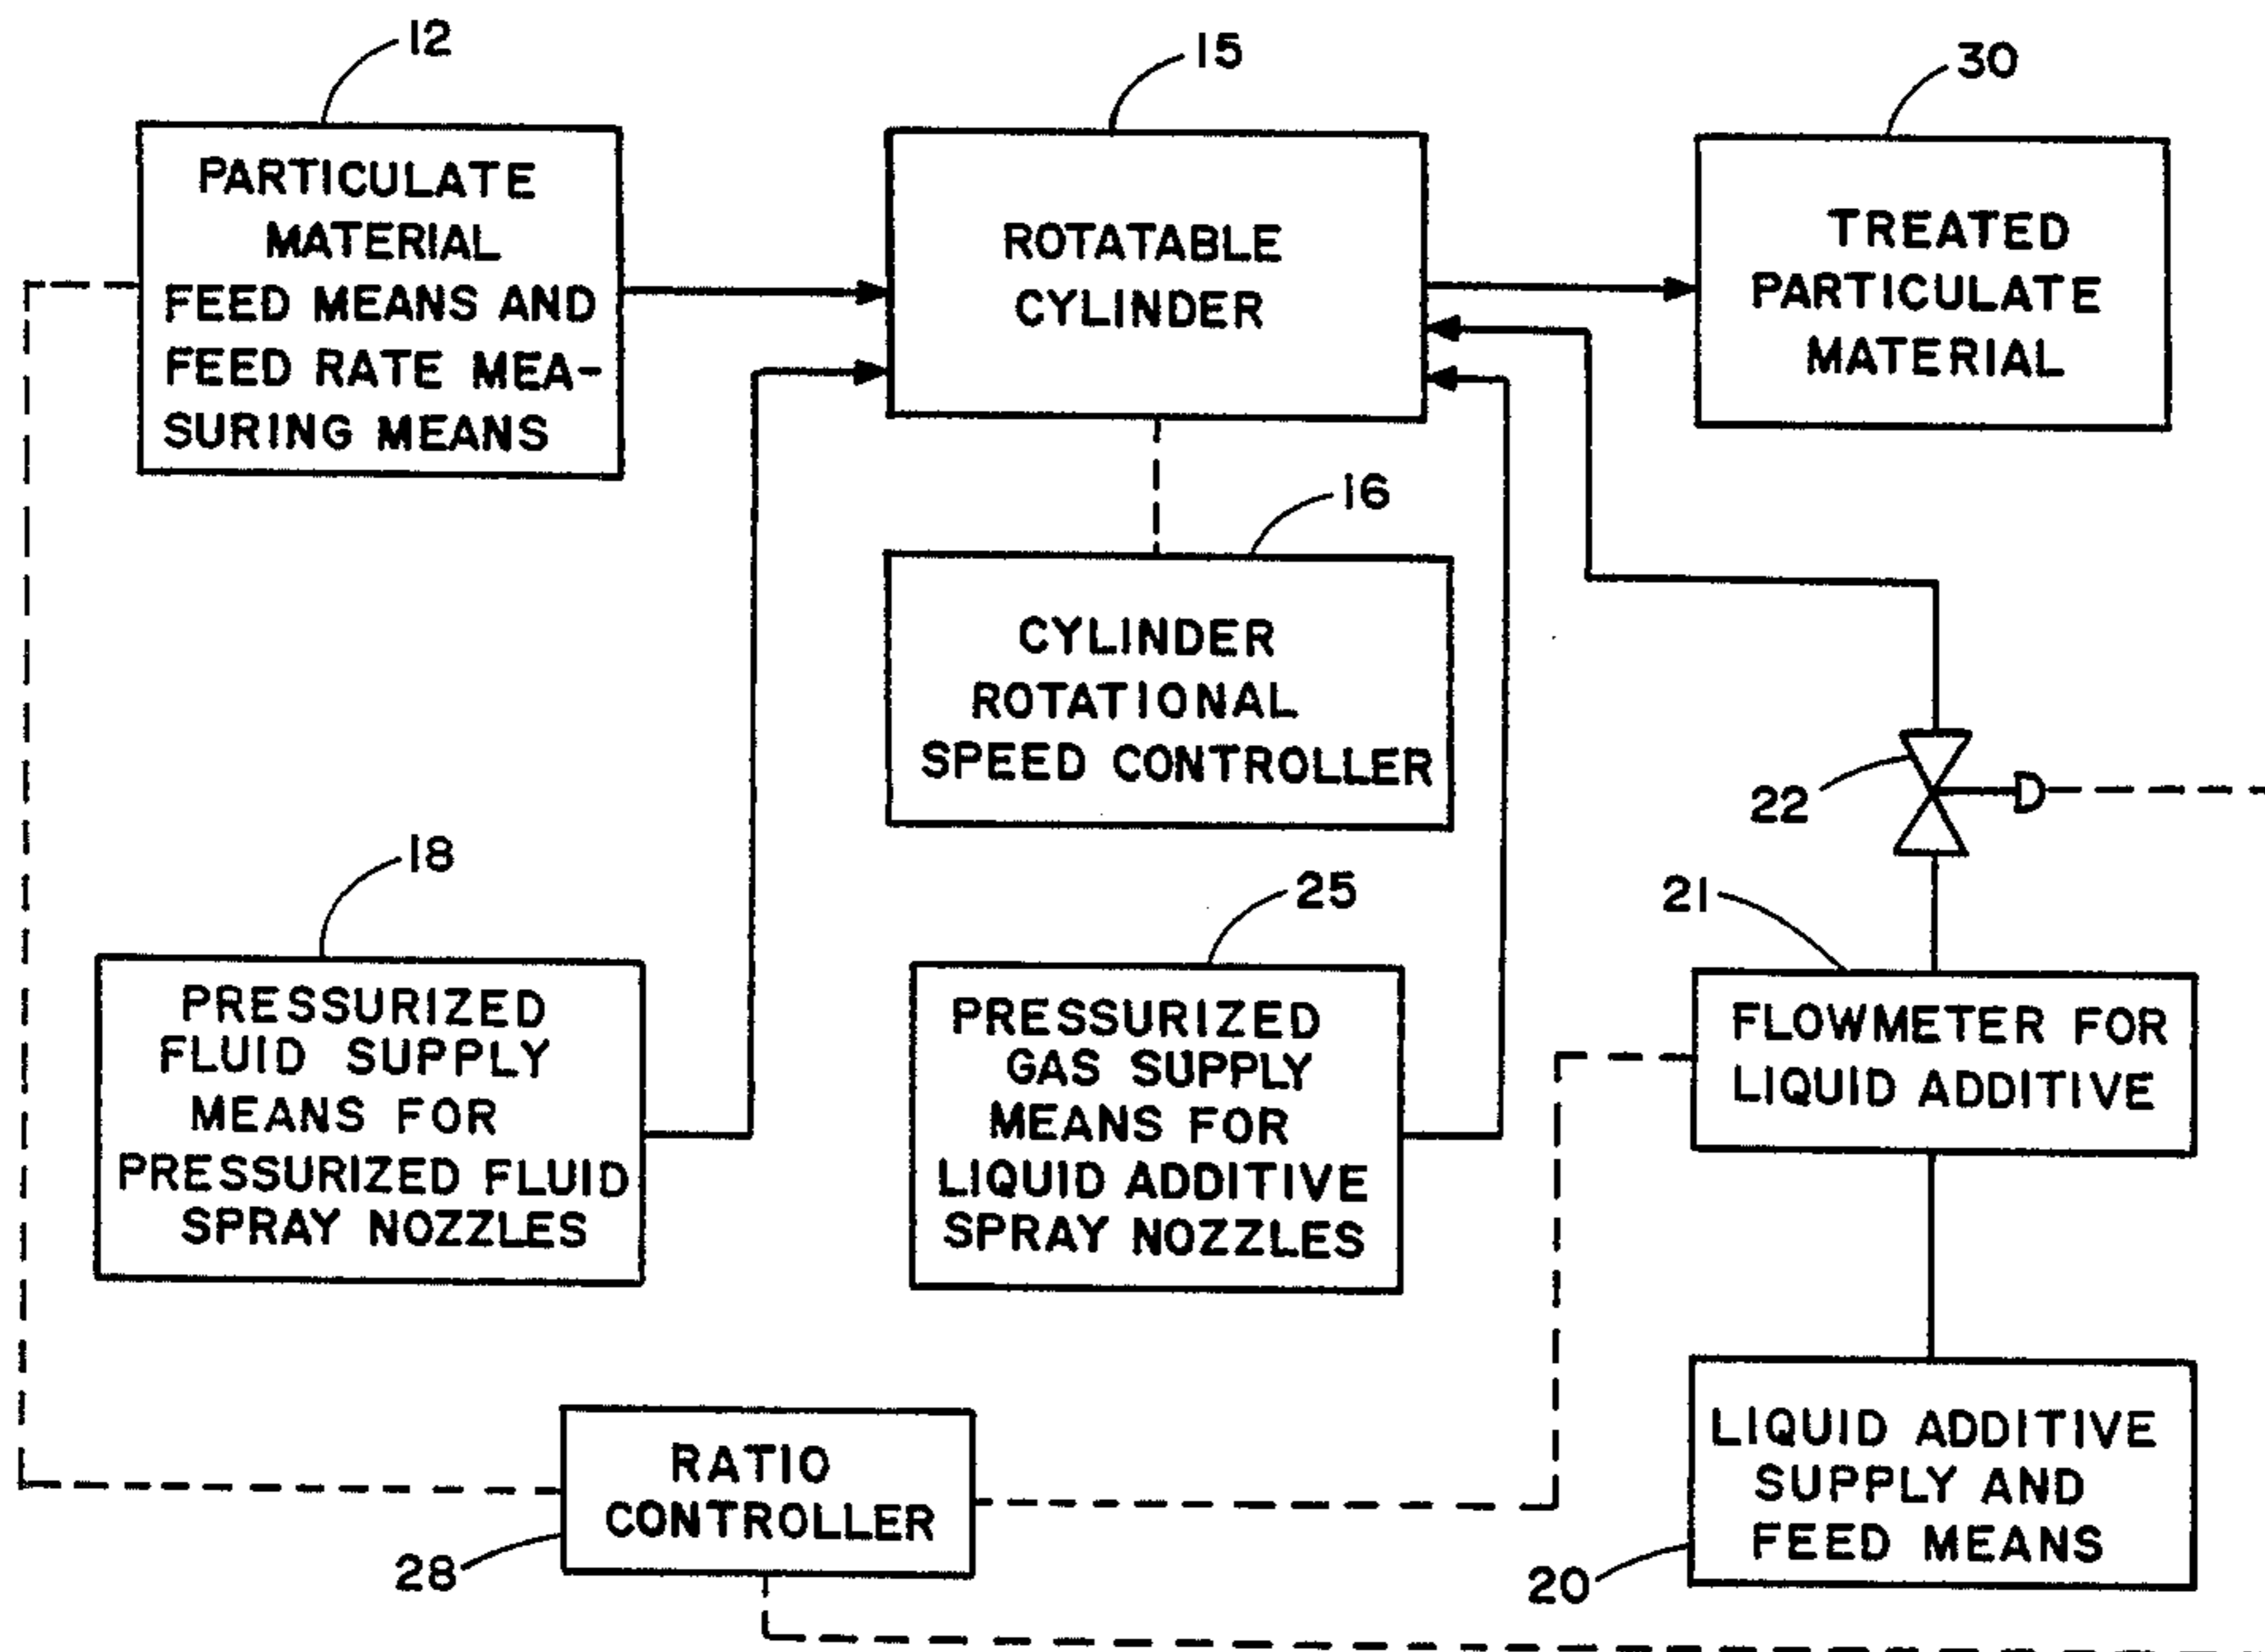 12
15
30
PARTICULATE
MATERIAL
FEED MEANS AND
FEED RATE MEA-
SURING MEANS
ROTATABLE
CYLINDER
TREATED
PARTICULATE
MATERIAL
16
CYLINDER
ROTATIONAL
SPEED CONTROLLER
22
18
25
21
PRESSURIZED
FLUID SUPPLY
MEANS FOR
PRESSURIZED FLUID
SPRAY NOZZLES
PRESSURIZED
GAS SUPPLY
MEANS FOR
LIQUID ADDITIVE
SPRAY NOZZLES
FLOWMETER FOR
LIQUID ADDITIVE
RATIO
CONTROLLER
28
LIQUID ADDITIVE
SUPPLY AND
FEED MEANS
20